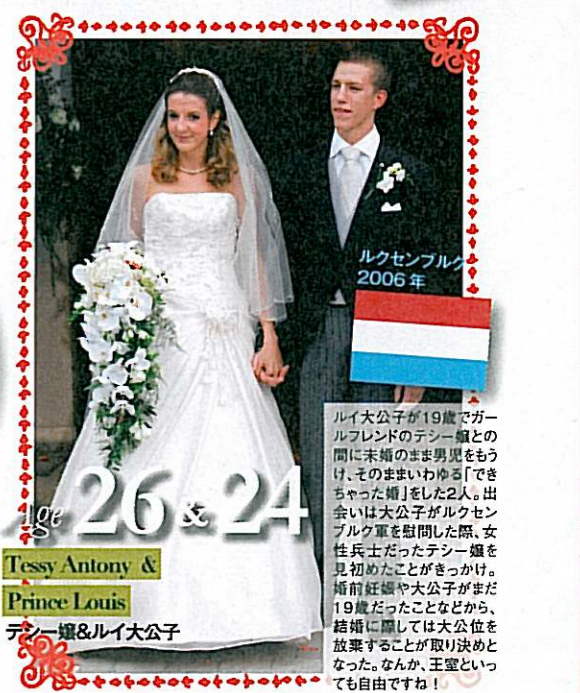 ルクセンブルク
2006年
ルイ大公子が19歳でガー
ルフレンドのテシー嬢との
間に未婚のまま男児をもう
け、そのままいわゆる「でき
ちゃった婚」をした2人。出
会いは大公子がルクセン
ブルク軍を慰問した際、女
性兵士だったテシー嬢を
見初めたことがきっかけ。
婚前妊娠や大公子がまだ
19歳だったことなどから、
結婚に際しては大公位を
放棄することが取り決めと
なった。なんか、王室といっ
ても自由ですね!
Age 26 & 24
Tessy Antony &
Prince Louis
テシー嬢&ルイ大公子